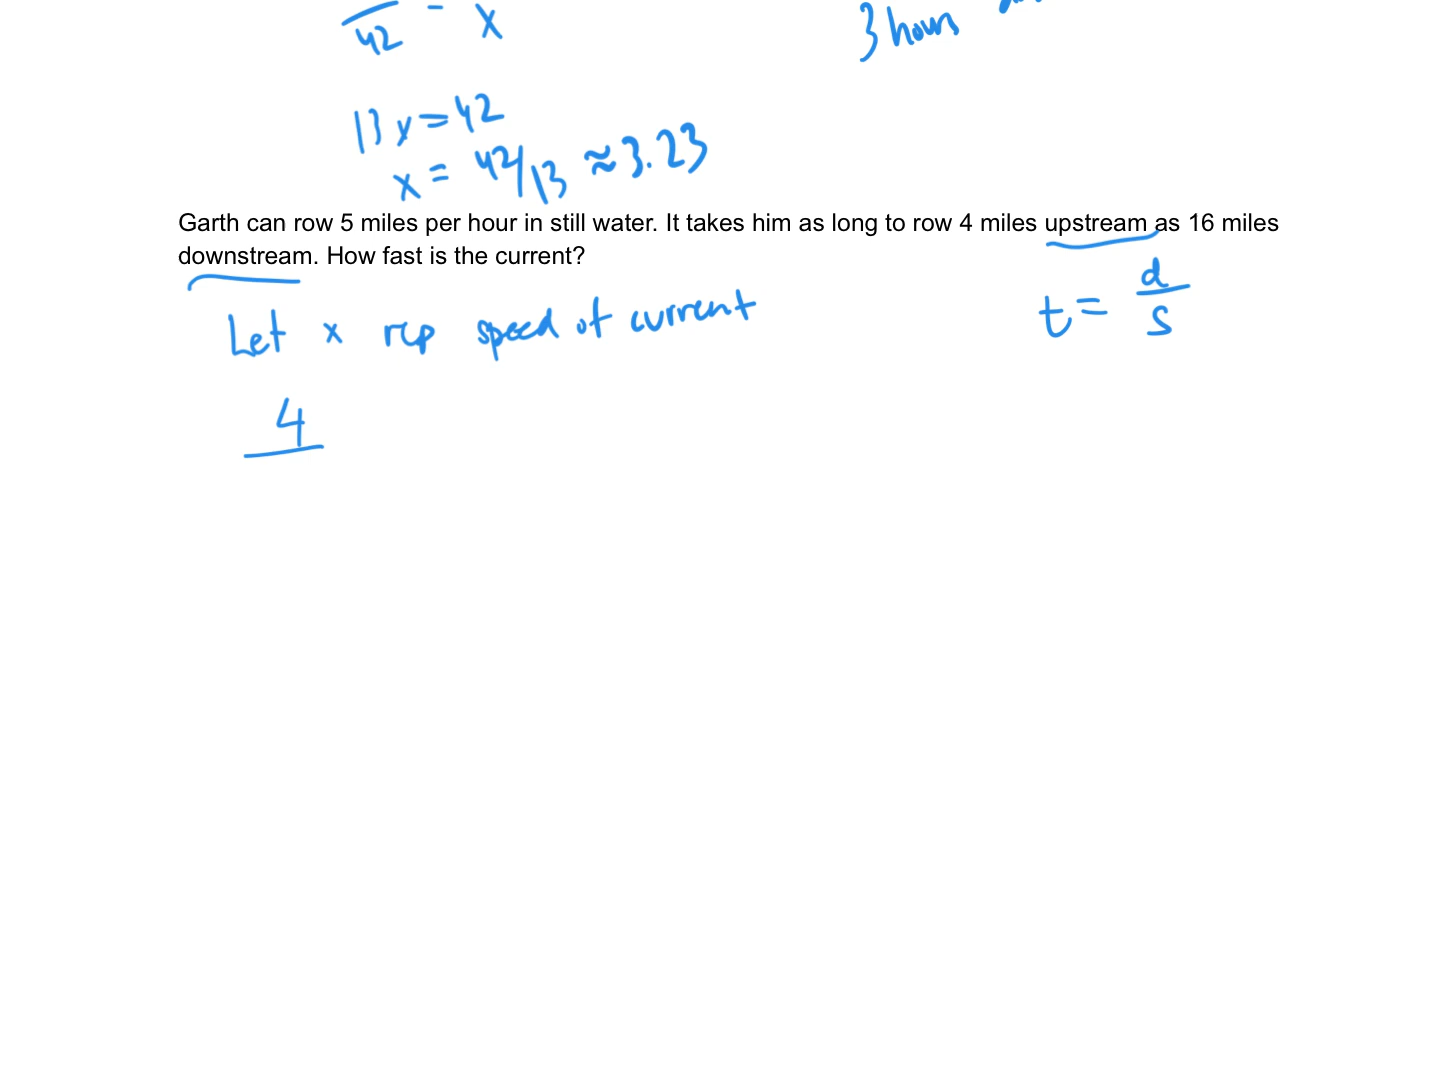 42 = x
3 hours
13x = 42
x = 42/13 ≈ 3.23
Garth can row 5 miles per hour in still water. It takes him as long to row 4 miles upstream as 16 miles
downstream. How fast is the current?
t = d/s
Let x rep speed of current
4